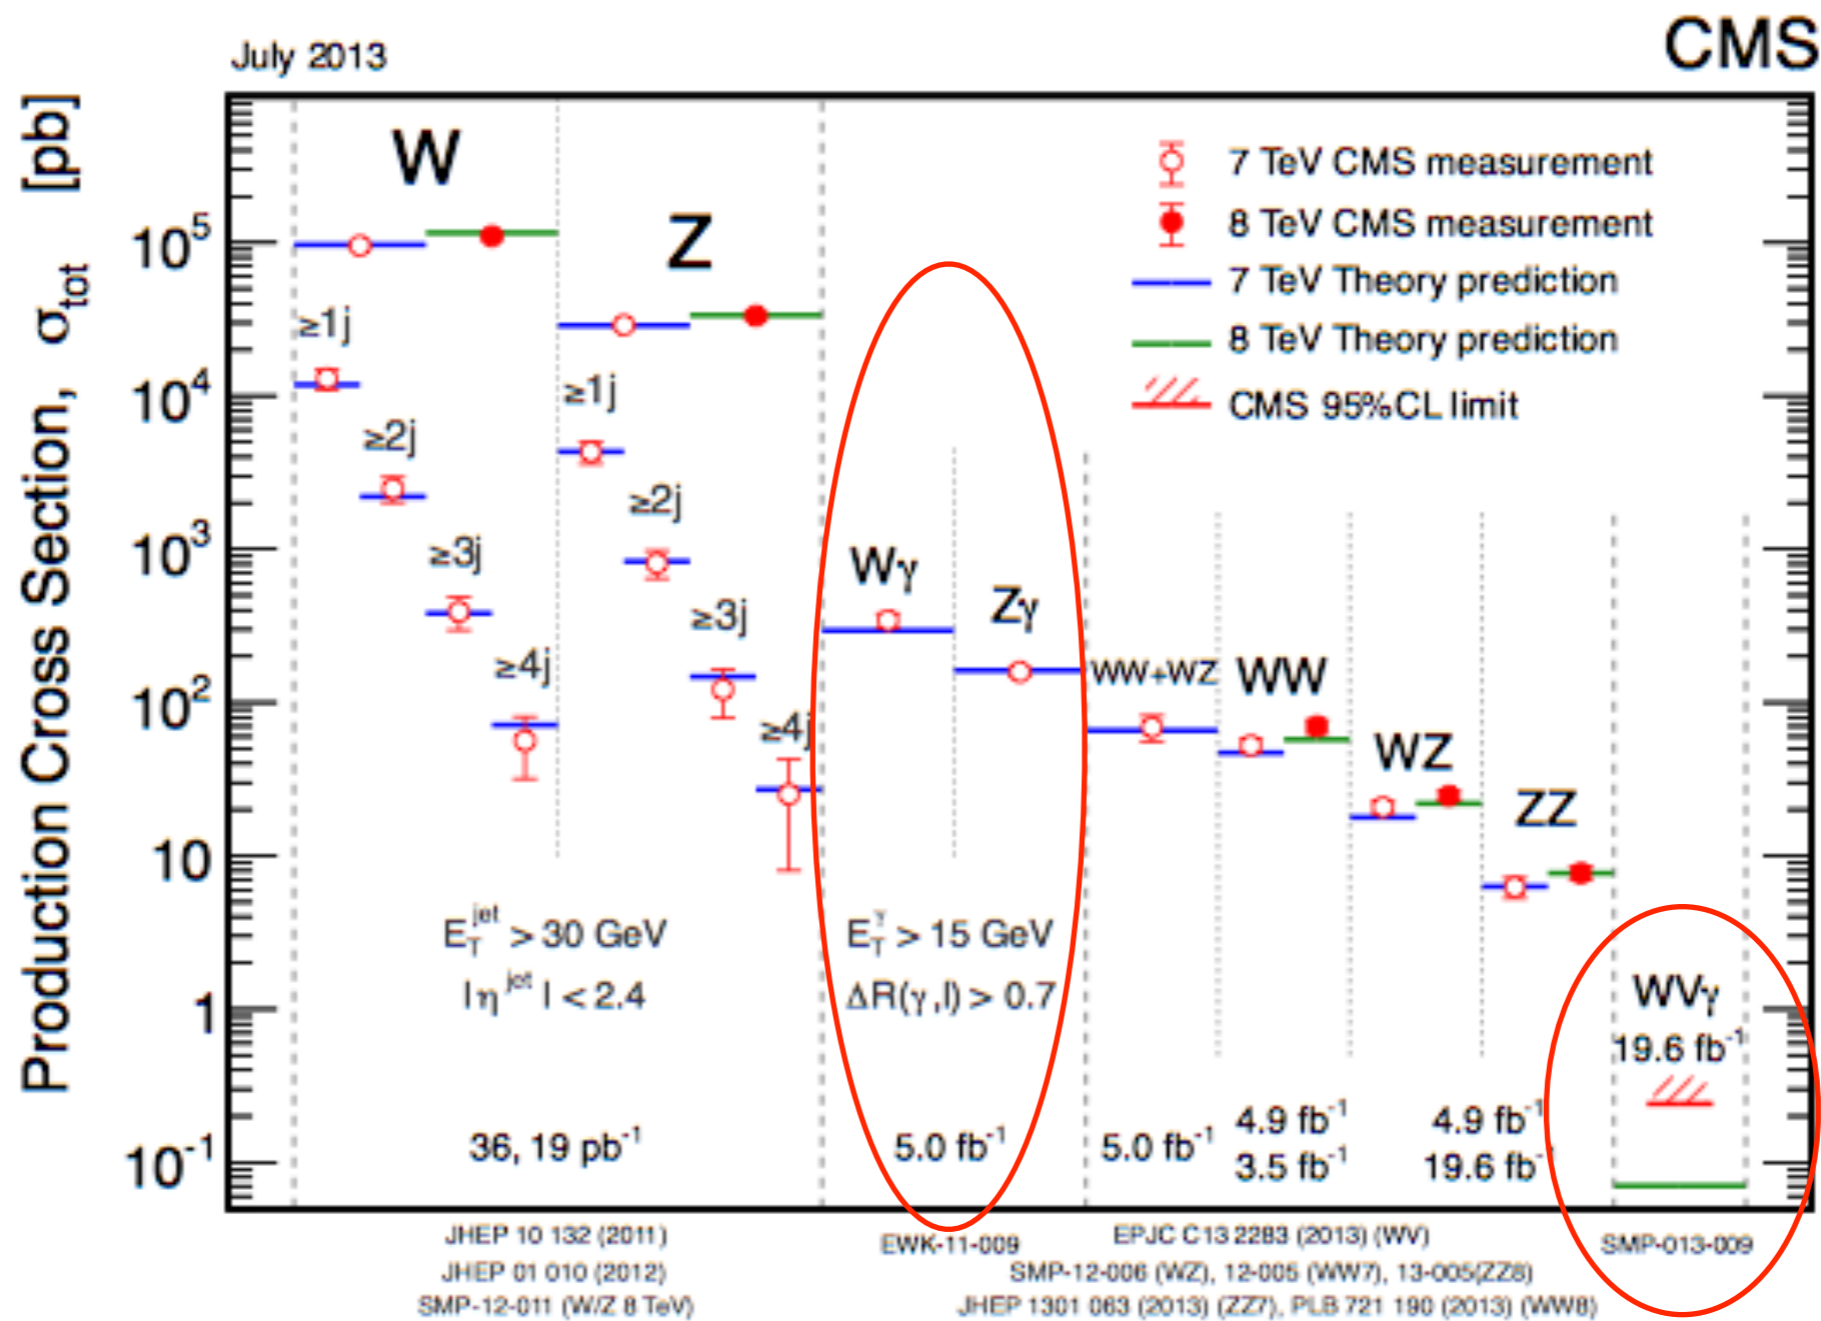 July 2013
CMS
Production Cross Section, σtot [pb]
10⁵
10⁴
10³
10²
10
1
10⁻¹
W
Z
7 TeV CMS measurement
8 TeV CMS measurement
7 TeV Theory prediction
8 TeV Theory prediction
CMS 95%CL limit
≥1j
≥2j
≥3j
≥4j
≥1j
≥2j
≥3j
≥4j
Wγ
Zγ
WW+WZ
WW
WZ
ZZ
WVγ
19.6 fb⁻¹
E_T^jet > 30 GeV
|η^jet| < 2.4
E_T^γ > 15 GeV
ΔR(γ,l) > 0.7
36, 19 pb⁻¹
5.0 fb⁻¹
5.0 fb⁻¹
4.9 fb⁻¹
3.5 fb⁻¹
4.9 fb⁻¹
19.6 fb⁻
JHEP 10 132 (2011)
JHEP 01 010 (2012)
SMP-12-011 (W/Z 8 TeV)
EWK-11-009
EPJC C13 2283 (2013) (WV)
SMP-12-006 (WZ), 12-005 (WW7), 13-005(ZZ8)
JHEP 1301 063 (2013) (ZZ7), PLB 721 190 (2013) (WW8)
SMP-013-009